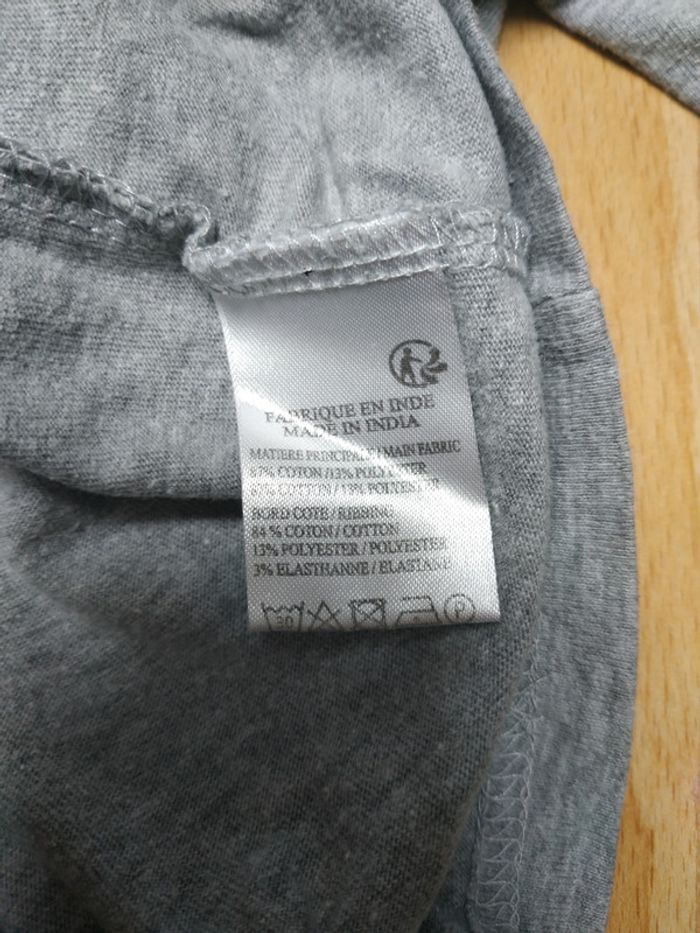 FABRIQUE EN INDE
MADE IN INDIA
MATIERE PRINCIPALE / MAIN FABRIC
87% COTON /13% POLYESTER
87% COTTON / 13% POLYESTER
BORD COTE / RIBBING
84 % COTON / COTTON
13% POLYESTER / POLYESTER
3% ELASTHANNE / ELASTANE
30 P